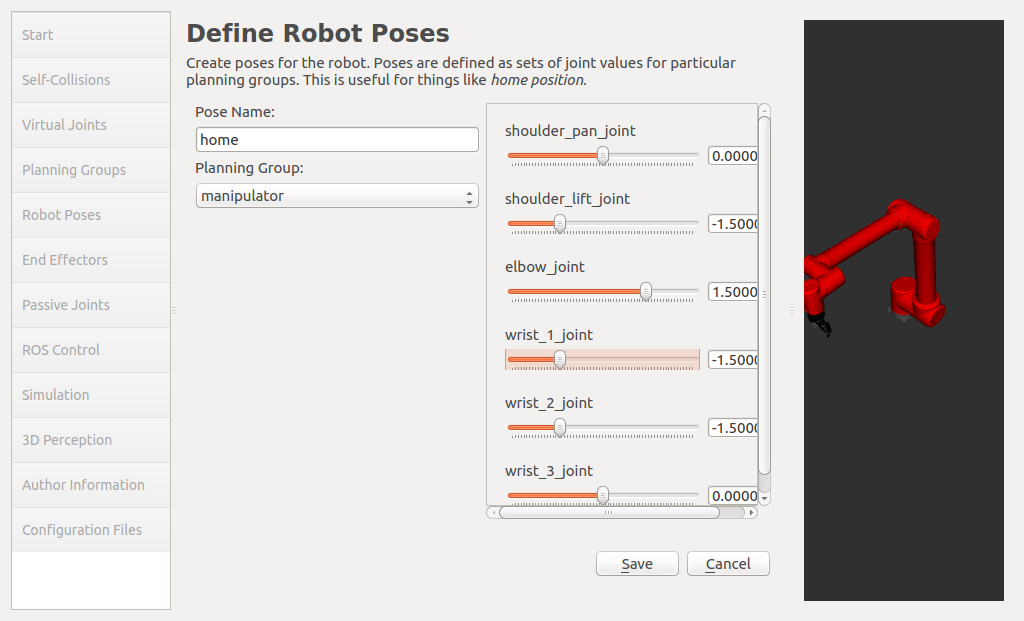 Start
Self-Collisions
Virtual Joints
Planning Groups
Robot Poses
End Effectors
Passive Joints
ROS Control
Simulation
3D Perception
Author Information
Configuration Files
Define Robot Poses
Create poses for the robot. Poses are defined as sets of joint values for particular
planning groups. This is useful for things like home position.
Pose Name:
home
Planning Group:
manipulator
shoulder_pan_joint
0.0000
shoulder_lift_joint
-1.5000
elbow_joint
1.5000
wrist_1_joint
-1.5000
wrist_2_joint
-1.5000
wrist_3_joint
0.0000
Save
Cancel